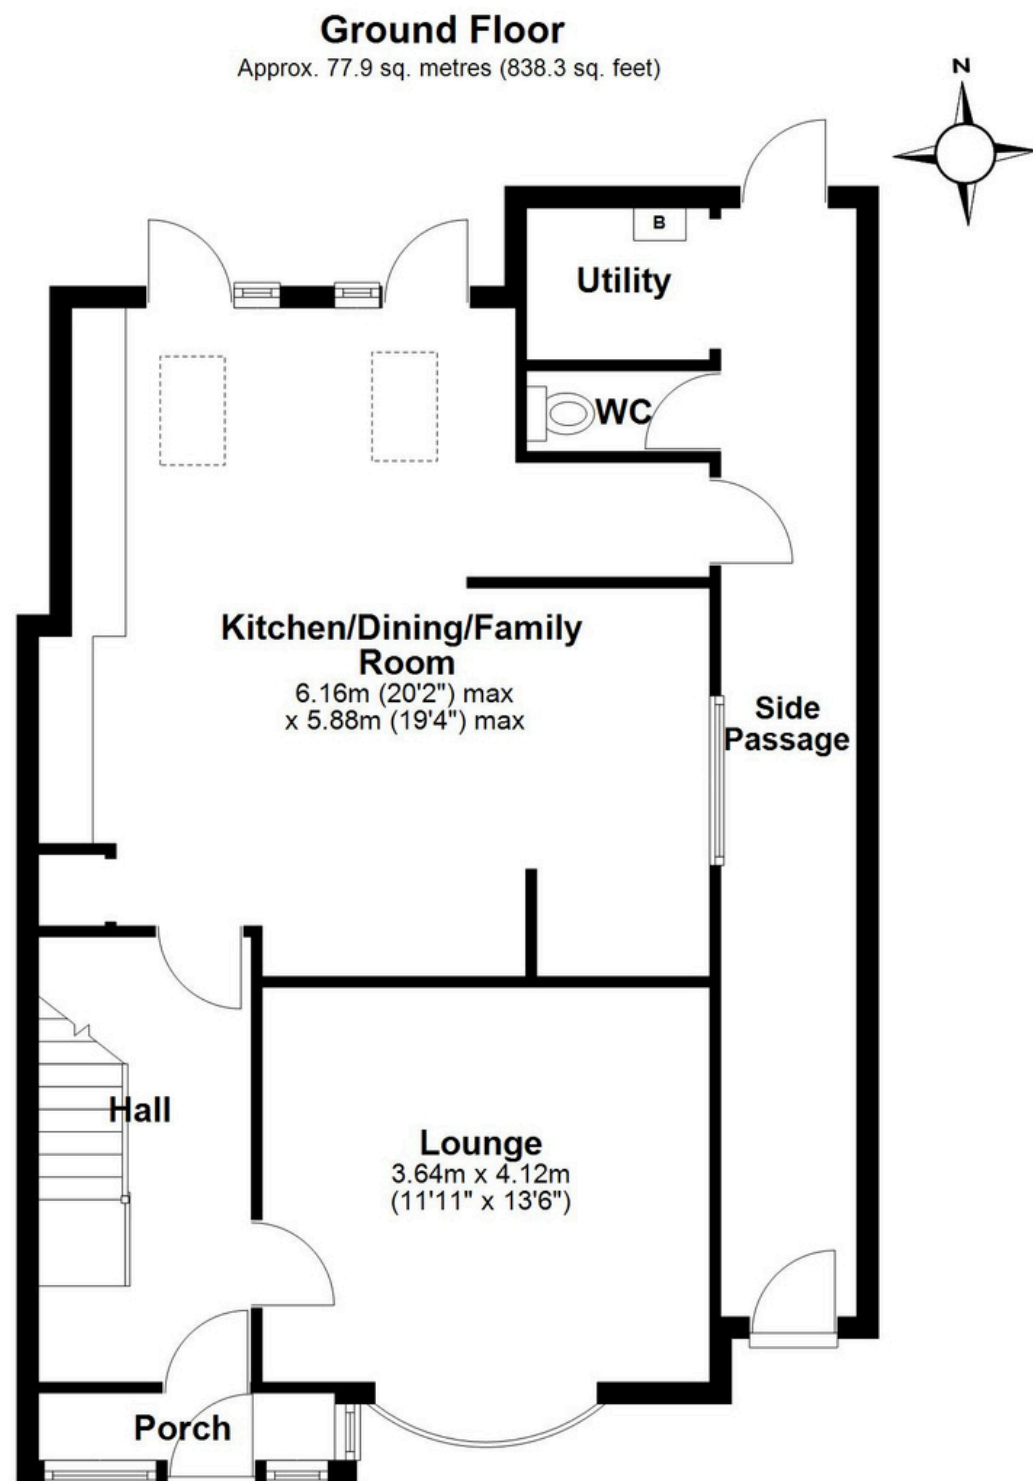 Ground Floor
Approx. 77.9 sq. metres (838.3 sq. feet)
N
B
Utility
WC
Kitchen/Dining/Family
Room
6.16m (20'2") max
x 5.88m (19'4") max
Side
Passage
Hall
Lounge
3.64m x 4.12m
(11'11" x 13'6")
Porch